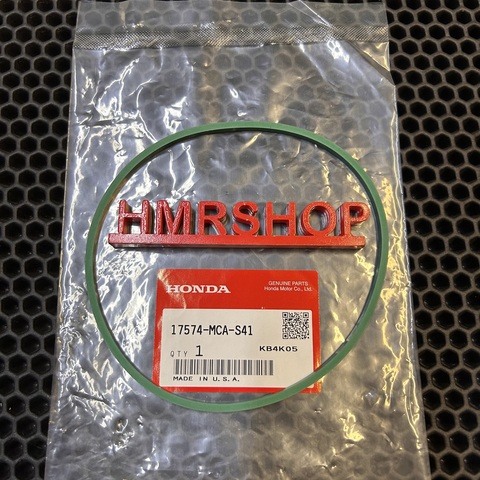 HMRSHOP
HONDA
GENUINE PARTS
Honda Motor Co., Ltd.
17574-MCA-S41
QTY 1
KB4K05
MADE IN U.S.A.